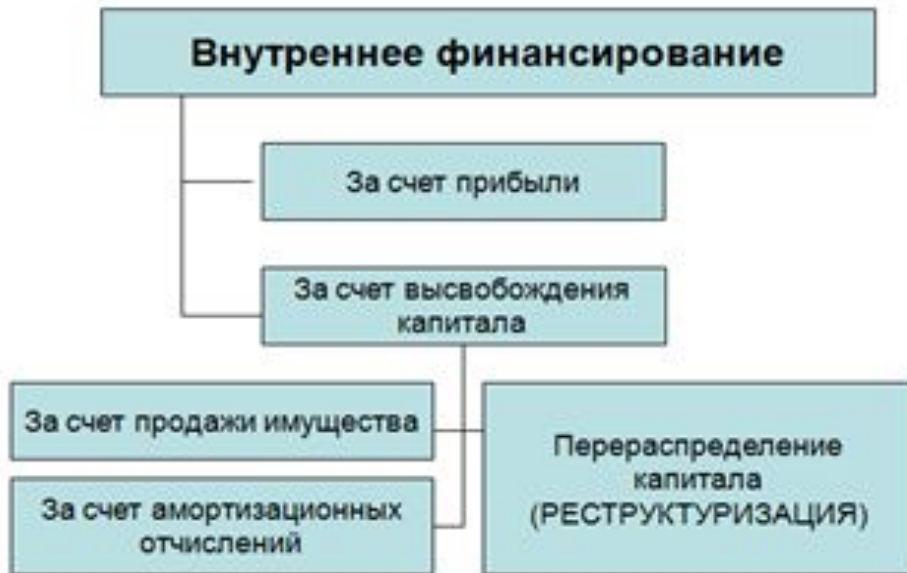 Внутреннее финансирование
За счет прибыли
За счет высвобождения
капитала
За счет продажи имущества
За счет амортизационных
отчислений
Перераспределение
капитала
(РЕСТРУКТУРИЗАЦИЯ)